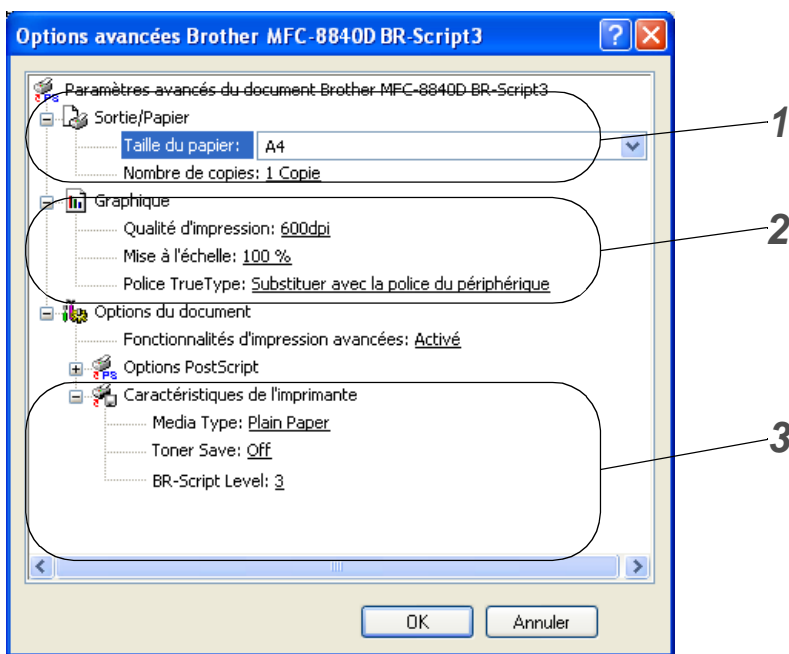 Options avancées Brother MFC-8840D BR-Script3
Paramètres avancés du document Brother MFC-8840D BR-Script3
Sortie/Papier
1
Taille du papier: A4
Nombre de copies: 1 Copie
Graphique
2
Qualité d'impression: 600dpi
Mise à l'échelle: 100 %
Police TrueType: Substituer avec la police du périphérique
Options du document
Fonctionnalités d'impression avancées: Activé
PS Options PostScript
Caractéristiques de l'imprimante
Media Type: Plain Paper
3
Toner Save: Off
BR-Script Level: 3
OK Annuler